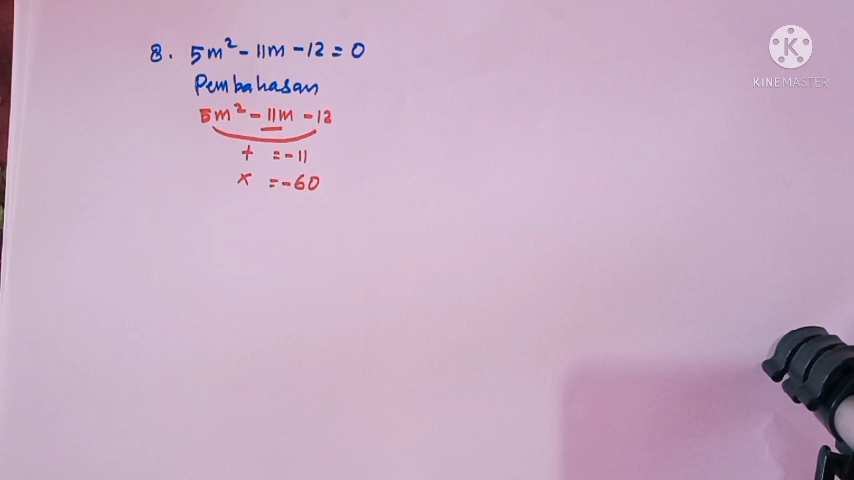 8. 5m² - 11m - 12 = 0
Pembahasan
5m² - 11m - 12
+ = -11
x = -60
K
KINEMASTER